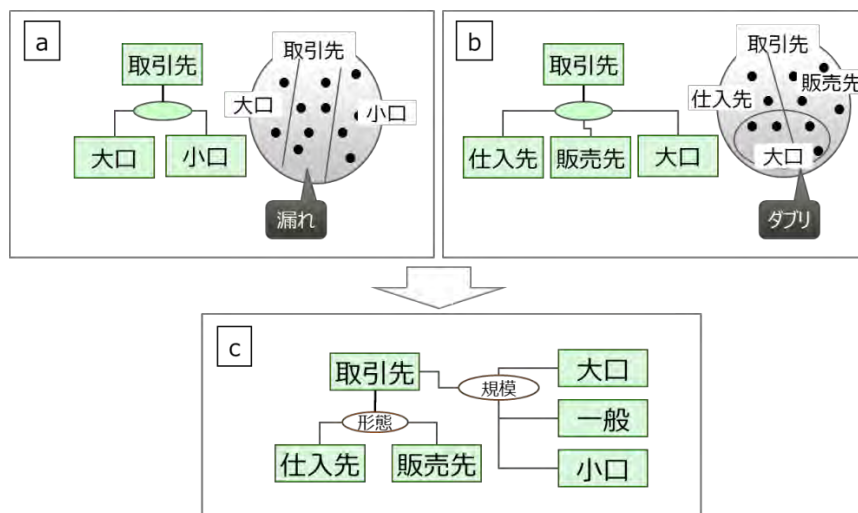 a
取引先
大口
小口
取引先
大口
小口
漏れ
b
取引先
仕入先
販売先
大口
取引先
仕入先
販売先
大口
ダブリ
c
取引先
規模
形態
仕入先
販売先
大口
一般
小口